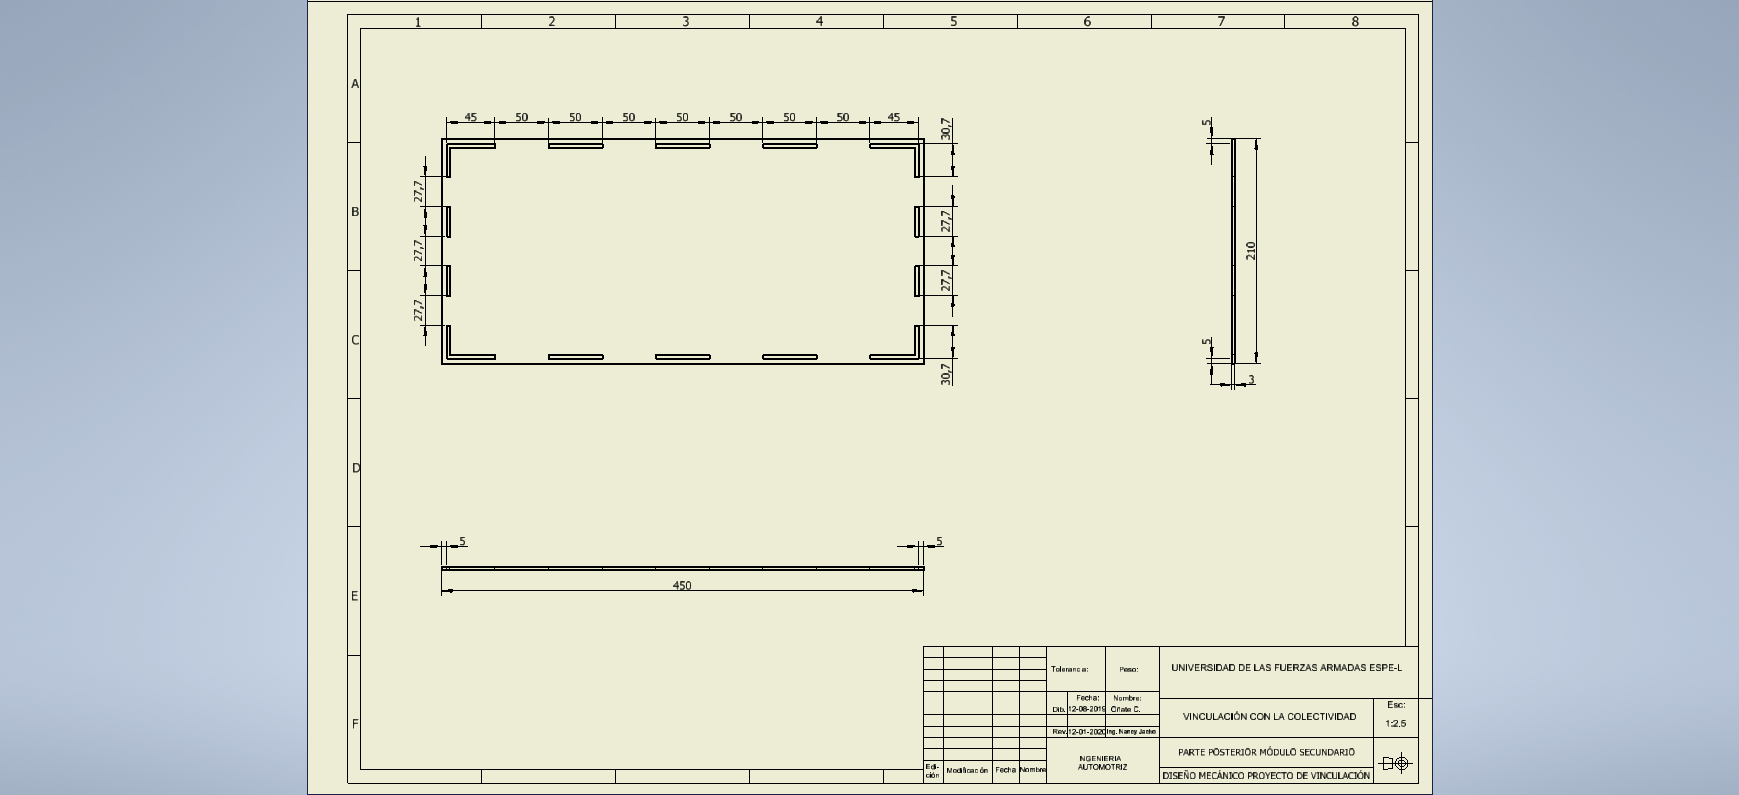 1 2 3 4 5 6 7 8
A
B
C
D
E
F
45 50 50 50 50 50 50 50 45
30,7
27,7
27,7
27,7
27,7
27,7
30,7
5
210
5
3
5 5
450
Tolerancia: Peso:
UNIVERSIDAD DE LAS FUERZAS ARMADAS ESPE-L
Fecha: Nombre:
Dib. 12-08-2019 Oñate C.
Rev. 12-01-2020 Ing. Nancy Jacho
VINCULACIÓN CON LA COLECTIVIDAD
Esc:
1:2.5
INGENIERIA
AUTOMOTRIZ
PARTE POSTERIOR MÓDULO SECUNDARIO
DISEÑO MECÁNICO PROYECTO DE VINCULACIÓN
Edi-
ción Modificación Fecha Nombre